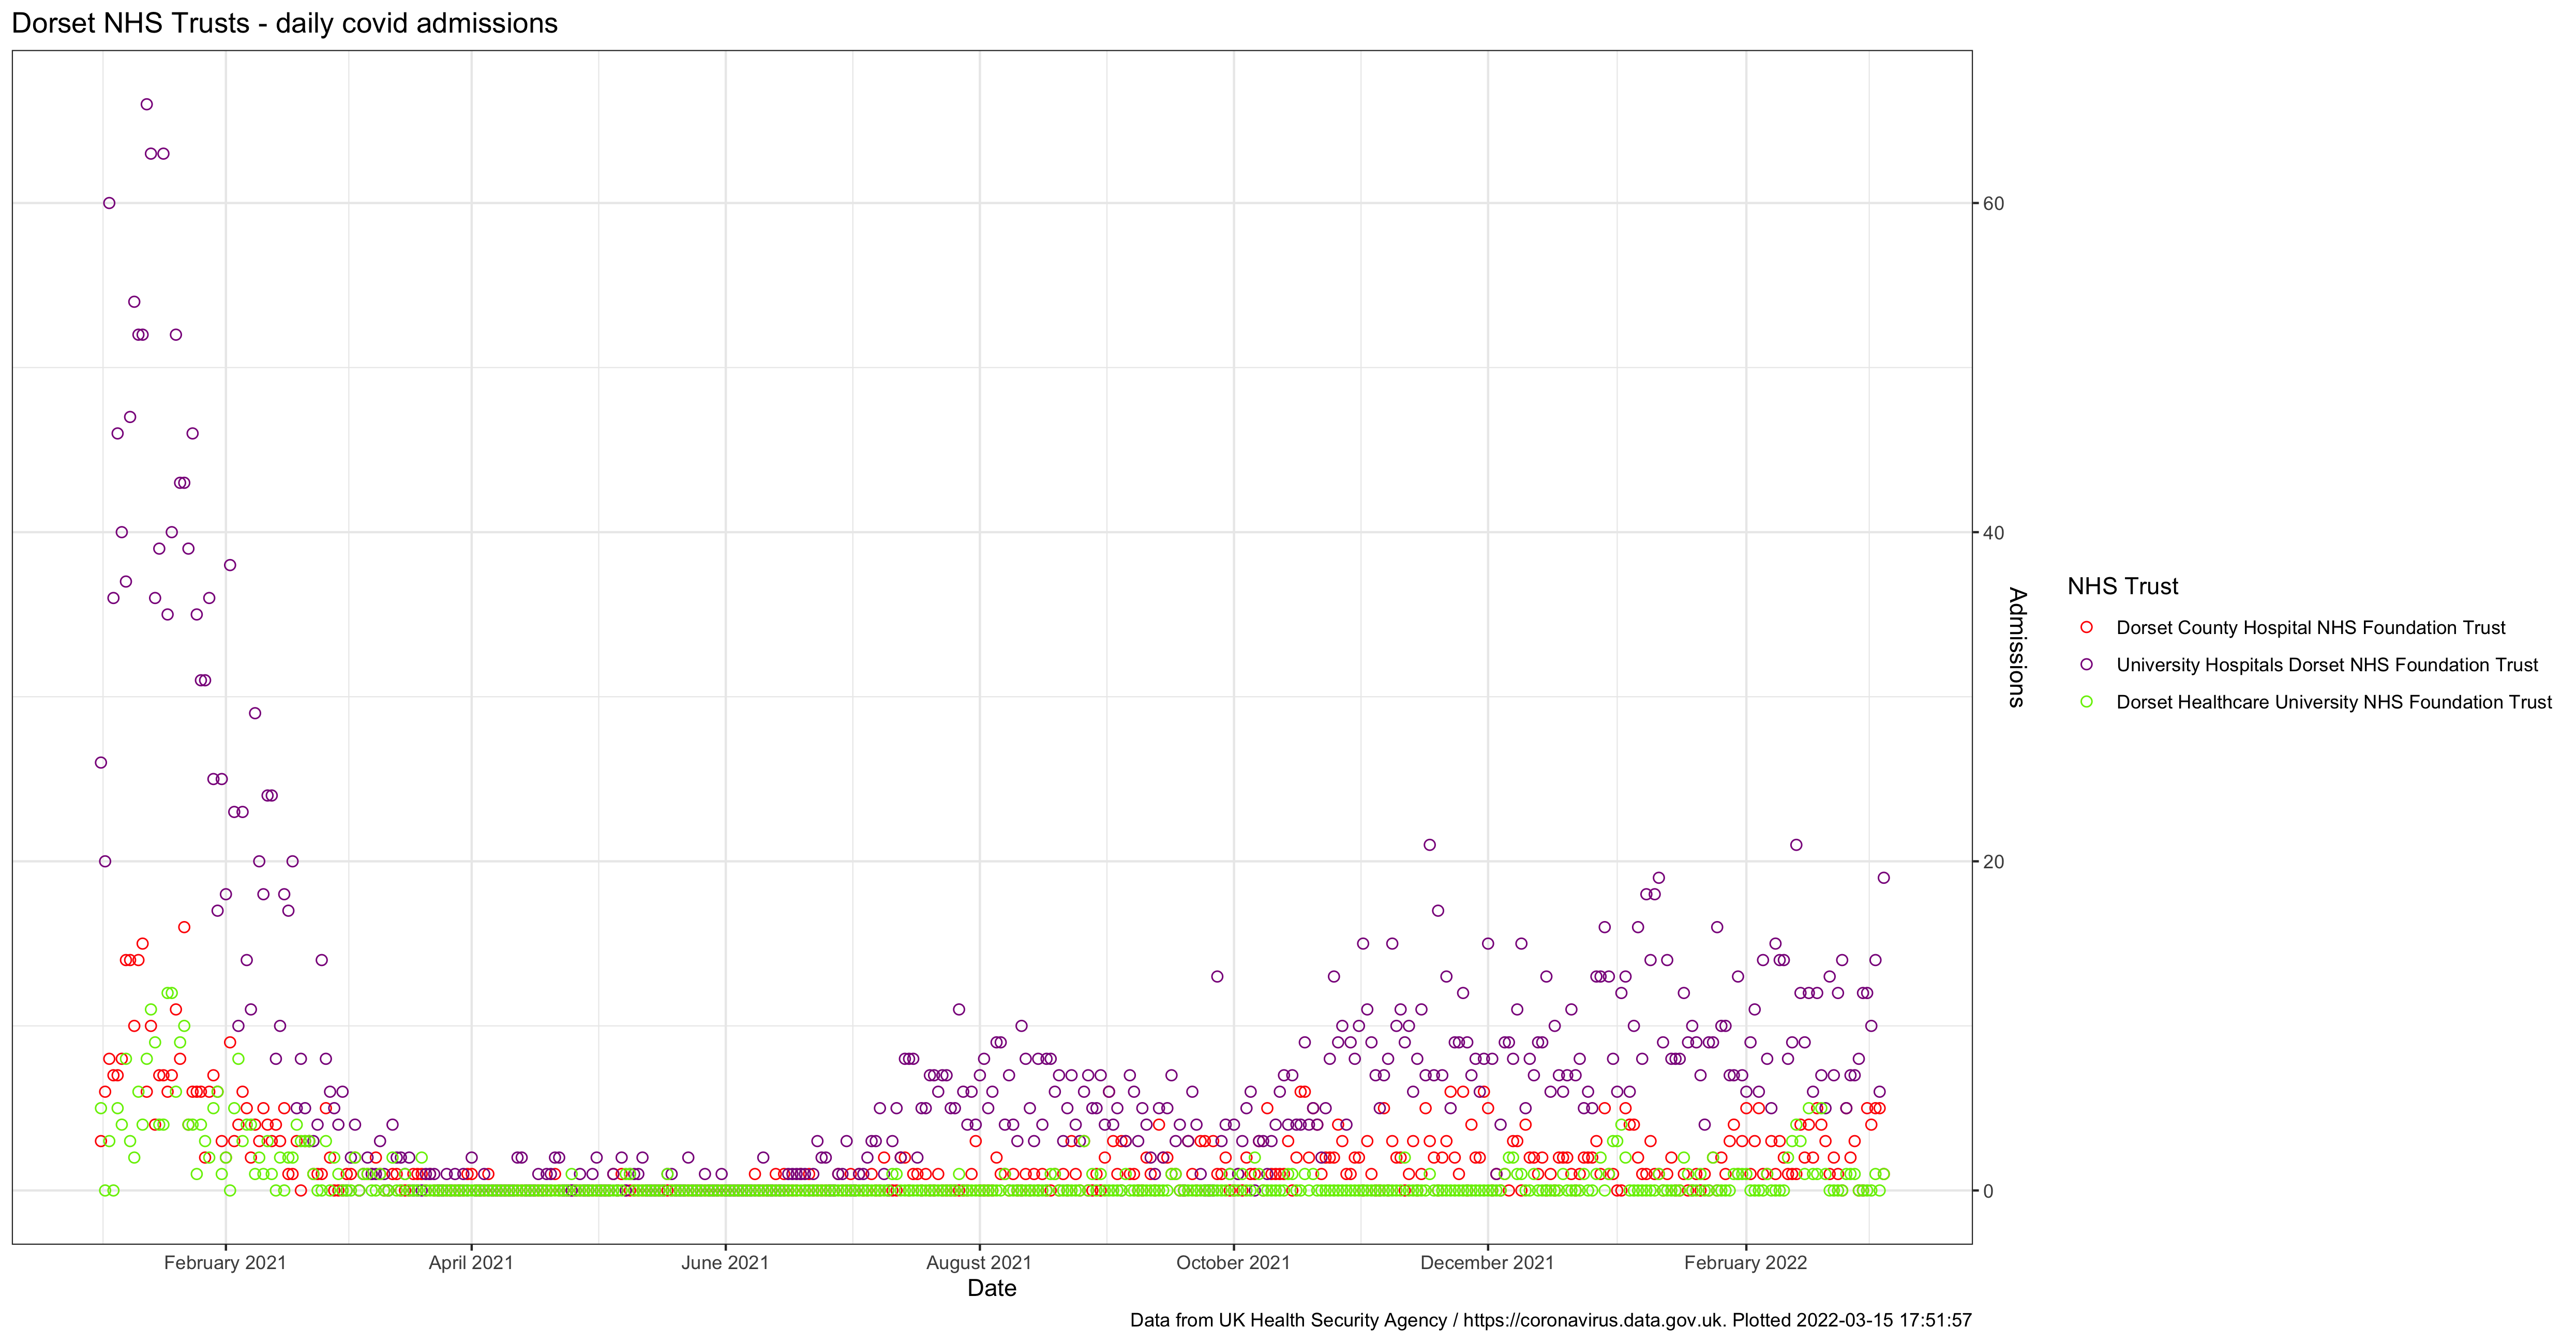 Dorset NHS Trusts - daily covid admissions
60
40
20
0
Admissions
NHS Trust
Dorset County Hospital NHS Foundation Trust
University Hospitals Dorset NHS Foundation Trust
Dorset Healthcare University NHS Foundation Trust
February 2021
April 2021
June 2021
August 2021
October 2021
December 2021
February 2022
Date
Data from UK Health Security Agency / https://coronavirus.data.gov.uk. Plotted 2022-03-15 17:51:57